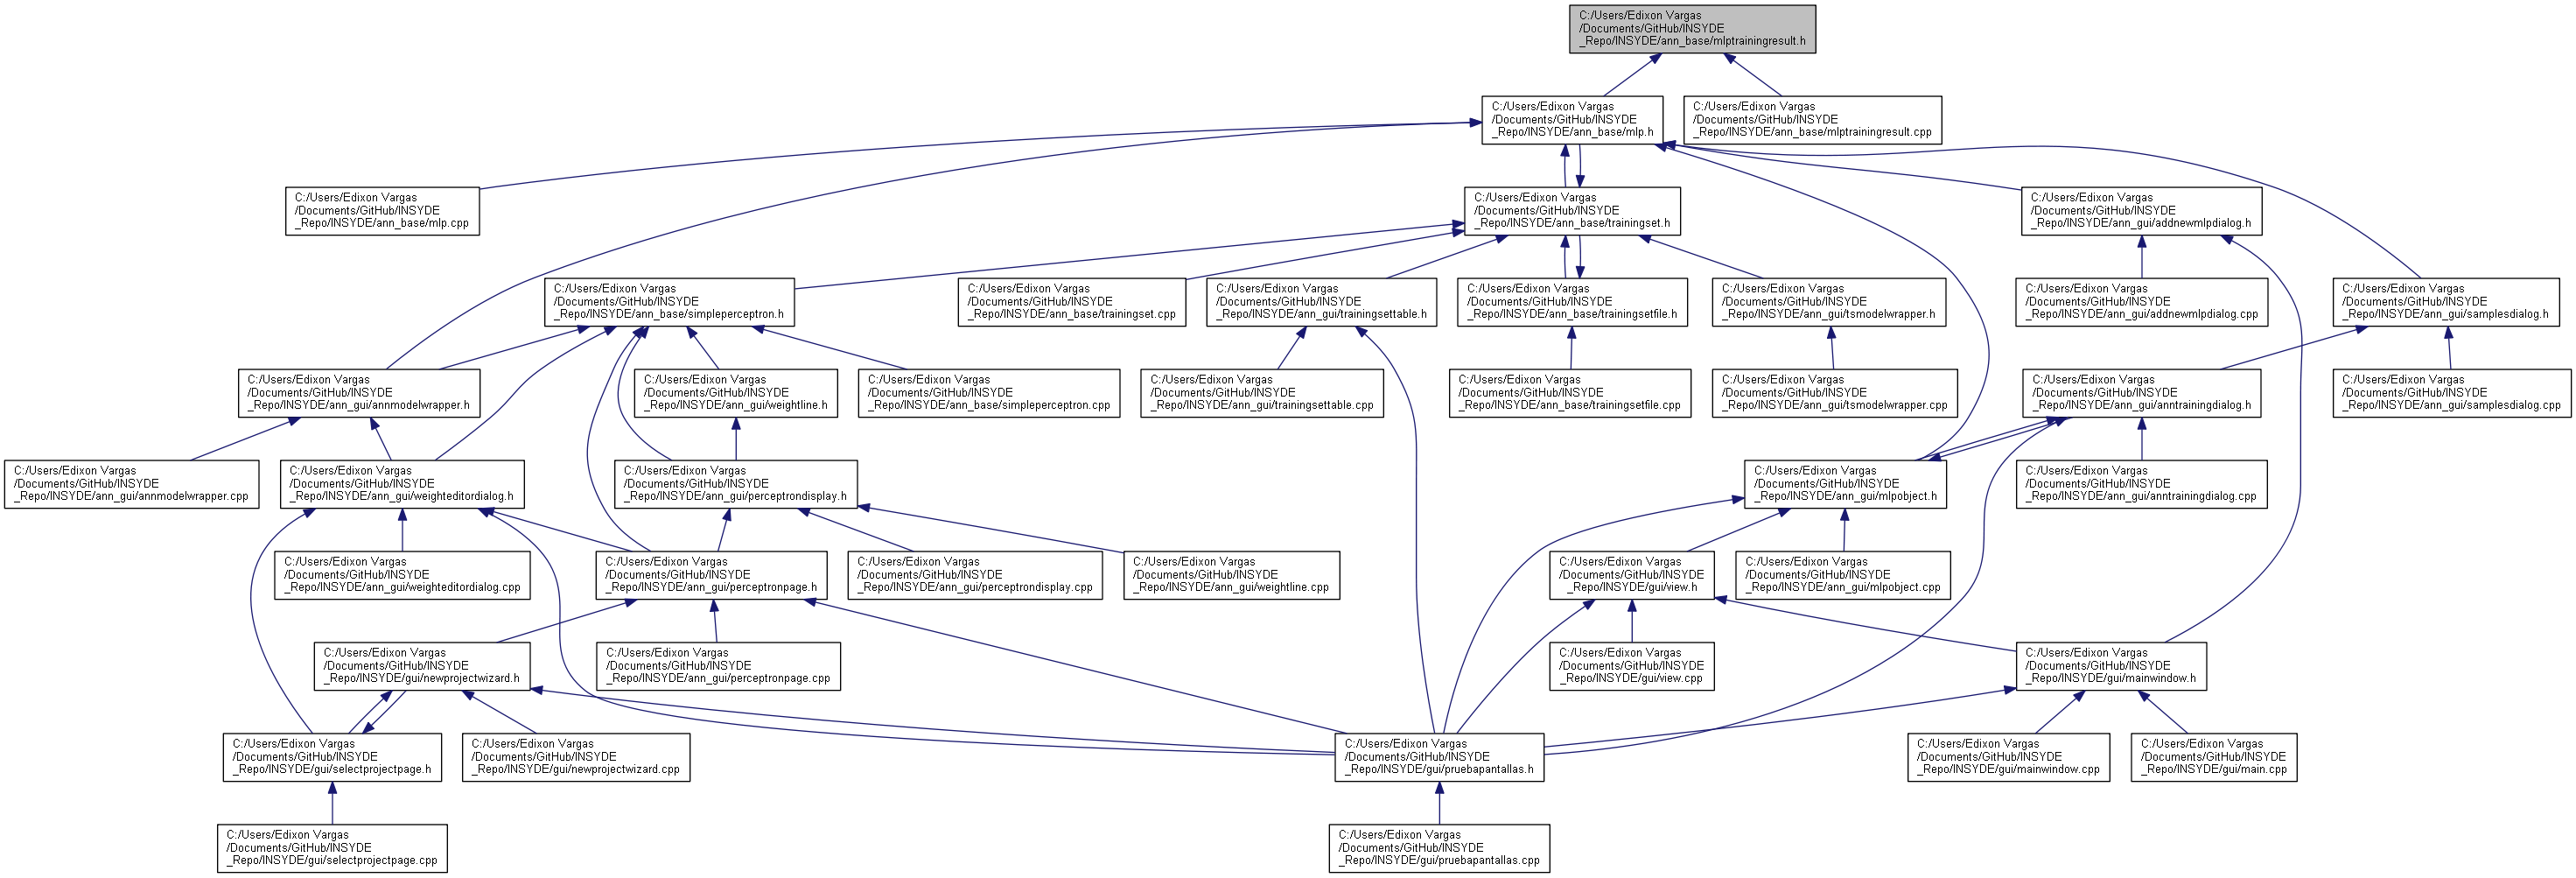 C:/Users/Edixon Vargas
/Documents/GitHub/INSYDE
_Repo/INSYDE/ann_base/mlptrainingresult.h
C:/Users/Edixon Vargas
/Documents/GitHub/INSYDE
_Repo/INSYDE/ann_base/mlp.h
C:/Users/Edixon Vargas
/Documents/GitHub/INSYDE
_Repo/INSYDE/ann_base/mlptrainingresult.cpp
C:/Users/Edixon Vargas
/Documents/GitHub/INSYDE
_Repo/INSYDE/ann_base/mlp.cpp
C:/Users/Edixon Vargas
/Documents/GitHub/INSYDE
_Repo/INSYDE/ann_base/trainingset.h
C:/Users/Edixon Vargas
/Documents/GitHub/INSYDE
_Repo/INSYDE/ann_gui/addnewmlpdialog.h
C:/Users/Edixon Vargas
/Documents/GitHub/INSYDE
_Repo/INSYDE/ann_base/simpleperceptron.h
C:/Users/Edixon Vargas
/Documents/GitHub/INSYDE
_Repo/INSYDE/ann_base/trainingset.cpp
C:/Users/Edixon Vargas
/Documents/GitHub/INSYDE
_Repo/INSYDE/ann_gui/trainingsettable.h
C:/Users/Edixon Vargas
/Documents/GitHub/INSYDE
_Repo/INSYDE/ann_base/trainingsetfile.h
C:/Users/Edixon Vargas
/Documents/GitHub/INSYDE
_Repo/INSYDE/ann_gui/tsmodelwrapper.h
C:/Users/Edixon Vargas
/Documents/GitHub/INSYDE
_Repo/INSYDE/ann_gui/addnewmlpdialog.cpp
C:/Users/Edixon Vargas
/Documents/GitHub/INSYDE
_Repo/INSYDE/ann_gui/samplesdialog.h
C:/Users/Edixon Vargas
/Documents/GitHub/INSYDE
_Repo/INSYDE/ann_gui/annmodelwrapper.h
C:/Users/Edixon Vargas
/Documents/GitHub/INSYDE
_Repo/INSYDE/ann_gui/weightline.h
C:/Users/Edixon Vargas
/Documents/GitHub/INSYDE
_Repo/INSYDE/ann_base/simpleperceptron.cpp
C:/Users/Edixon Vargas
/Documents/GitHub/INSYDE
_Repo/INSYDE/ann_gui/trainingsettable.cpp
C:/Users/Edixon Vargas
/Documents/GitHub/INSYDE
_Repo/INSYDE/ann_base/trainingsetfile.cpp
C:/Users/Edixon Vargas
/Documents/GitHub/INSYDE
_Repo/INSYDE/ann_gui/tsmodelwrapper.cpp
C:/Users/Edixon Vargas
/Documents/GitHub/INSYDE
_Repo/INSYDE/ann_gui/anntrainingdialog.h
C:/Users/Edixon Vargas
/Documents/GitHub/INSYDE
_Repo/INSYDE/ann_gui/samplesdialog.cpp
C:/Users/Edixon Vargas
/Documents/GitHub/INSYDE
_Repo/INSYDE/ann_gui/annmodelwrapper.cpp
C:/Users/Edixon Vargas
/Documents/GitHub/INSYDE
_Repo/INSYDE/ann_gui/weighteditordialog.h
C:/Users/Edixon Vargas
/Documents/GitHub/INSYDE
_Repo/INSYDE/ann_gui/perceptrondisplay.h
C:/Users/Edixon Vargas
/Documents/GitHub/INSYDE
_Repo/INSYDE/ann_gui/mlpobject.h
C:/Users/Edixon Vargas
/Documents/GitHub/INSYDE
_Repo/INSYDE/ann_gui/anntrainingdialog.cpp
C:/Users/Edixon Vargas
/Documents/GitHub/INSYDE
_Repo/INSYDE/ann_gui/weighteditordialog.cpp
C:/Users/Edixon Vargas
/Documents/GitHub/INSYDE
_Repo/INSYDE/ann_gui/perceptronpage.h
C:/Users/Edixon Vargas
/Documents/GitHub/INSYDE
_Repo/INSYDE/ann_gui/perceptrondisplay.cpp
C:/Users/Edixon Vargas
/Documents/GitHub/INSYDE
_Repo/INSYDE/ann_gui/weightline.cpp
C:/Users/Edixon Vargas
/Documents/GitHub/INSYDE
_Repo/INSYDE/gui/view.h
C:/Users/Edixon Vargas
/Documents/GitHub/INSYDE
_Repo/INSYDE/ann_gui/mlpobject.cpp
C:/Users/Edixon Vargas
/Documents/GitHub/INSYDE
_Repo/INSYDE/gui/newprojectwizard.h
C:/Users/Edixon Vargas
/Documents/GitHub/INSYDE
_Repo/INSYDE/ann_gui/perceptronpage.cpp
C:/Users/Edixon Vargas
/Documents/GitHub/INSYDE
_Repo/INSYDE/gui/view.cpp
C:/Users/Edixon Vargas
/Documents/GitHub/INSYDE
_Repo/INSYDE/gui/mainwindow.h
C:/Users/Edixon Vargas
/Documents/GitHub/INSYDE
_Repo/INSYDE/gui/selectprojectpage.h
C:/Users/Edixon Vargas
/Documents/GitHub/INSYDE
_Repo/INSYDE/gui/newprojectwizard.cpp
C:/Users/Edixon Vargas
/Documents/GitHub/INSYDE
_Repo/INSYDE/gui/pruebapantallas.h
C:/Users/Edixon Vargas
/Documents/GitHub/INSYDE
_Repo/INSYDE/gui/mainwindow.cpp
C:/Users/Edixon Vargas
/Documents/GitHub/INSYDE
_Repo/INSYDE/gui/main.cpp
C:/Users/Edixon Vargas
/Documents/GitHub/INSYDE
_Repo/INSYDE/gui/selectprojectpage.cpp
C:/Users/Edixon Vargas
/Documents/GitHub/INSYDE
_Repo/INSYDE/gui/pruebapantallas.cpp